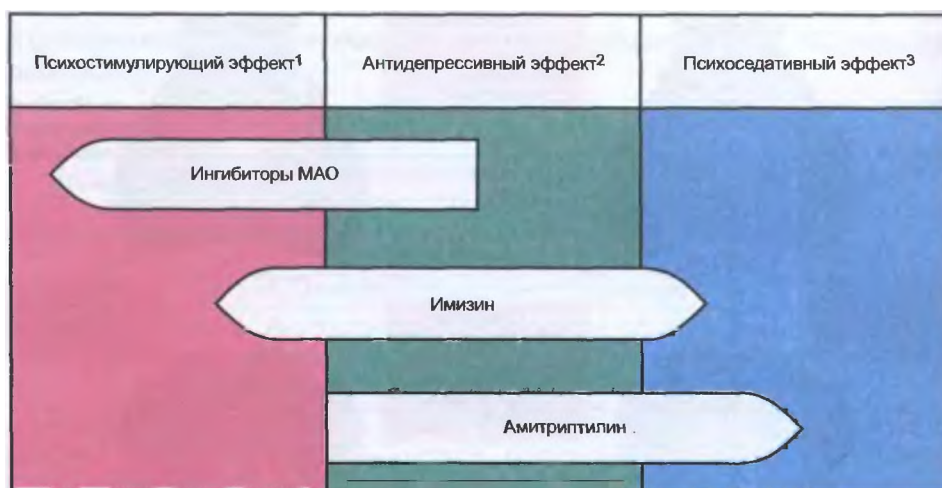 Психостимулирующий эффект1
Антидепрессивный эффект2
Психоседативный эффект3
Ингибиторы МАО
Имизин
Амитриптилин